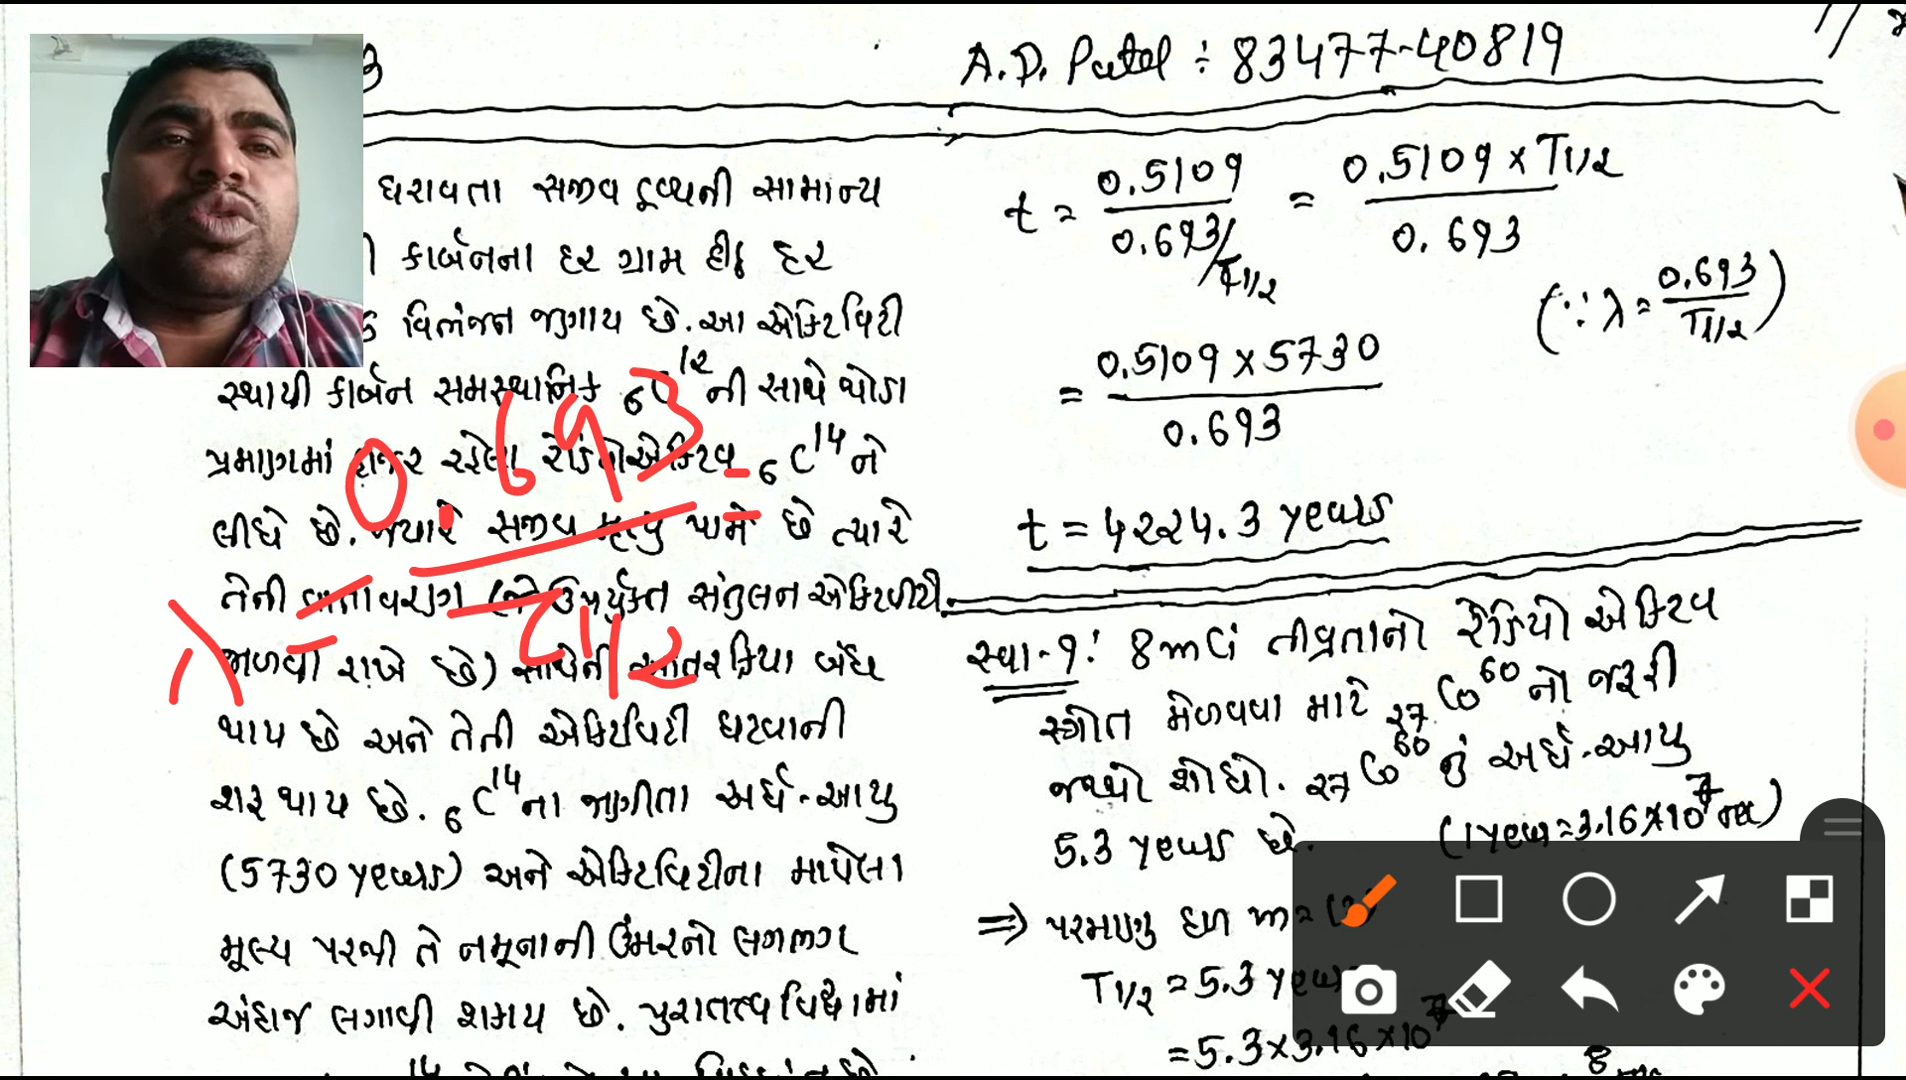 A.D. Patel ÷ 83477-40819
ધરાવતા સજીવ દ્રવ્યની સામાન્ય
કાર્બનના દર ગ્રામ દીઠ દર
વિભંજન જણાય છે. આ એક્ટિવિટી
સ્થાયી કાર્બન સમસ્થાનિક ₆C¹² ની સાથે થોડા
પ્રમાણમાં હાજર રહેલા રેડિયોએક્ટિવ ₆C¹⁴ ને
લીધે છે. જ્યારે સજીવ મૃત્યુ પામે છે ત્યારે
તેની વાતાવરણ (જે ઉપર્યુક્ત સંતુલન એક્ટિવીટી
જાળવી રાખે છે) સાથેની આંતરક્રિયા બંધ
થાય છે અને તેની એક્ટિવિટી ઘટવાની
શરૂ થાય છે. ₆C¹⁴ ના જાણીતા અર્ધ-આયુ
(5730 years) અને એક્ટિવિટીના માપેલા
મૂલ્ય પરથી તે નમૂનાની ઉંમરનો લગભગ
અંદાજ લગાવી શકાય છે. પુરાતત્વ વિદ્યામાં
λ = 0.693 / T1/2 =
t = 0.5109 / 0.693/T1/2 = 0.5109 × T1/2 / 0.693
(∵ λ = 0.693 / T1/2)
= 0.5109 × 5730 / 0.693
t = 4224.3 years
સ્વા-9: 8mCi તીવ્રતાનો રેડિયો એક્ટિવ
સ્ત્રોત મેળવવા માટે ₂₇Co⁶⁰ નો જરૂરી
જથ્થો શોધો. ₂₇Co⁶⁰ નું અર્ધ-આયુ
5.3 years છે. (1 year = 3.16×10⁷ sec)
⇒ પરમાણુ દળ m = (?)
T1/2 = 5.3 years
= 5.3×3.16×10⁷